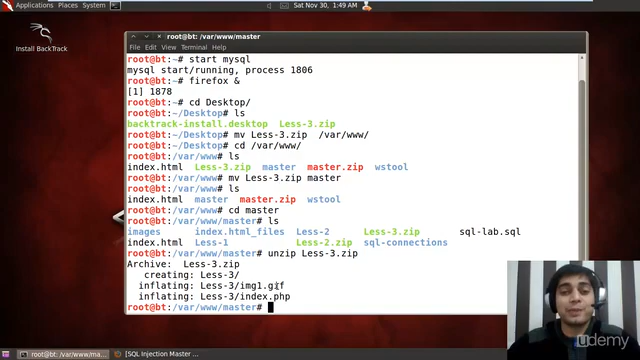 Applications Places System
Sat Nov 30, 1:49 AM
Install BackTrack
root@bt: /var/www/master
File Edit View Terminal Help
root@bt:~# start mysql
mysql start/running, process 1806
root@bt:~# firefox &
[1] 1878
root@bt:~# cd Desktop/
root@bt:~/Desktop# ls
backtrack-install.desktop Less-3.zip
root@bt:~/Desktop# mv Less-3.zip /var/www/
root@bt:~/Desktop# cd /var/www/
root@bt:/var/www# ls
index.html Less-3.zip master master.zip wstool
root@bt:/var/www# mv Less-3.zip master
root@bt:/var/www# ls
index.html master master.zip wstool
root@bt:/var/www# cd master
root@bt:/var/www/master# ls
images index.html_files Less-2 Less-3.zip sql-lab.sql
index.html Less-1 Less-2.zip sql-connections
root@bt:/var/www/master# unzip Less-3.zip
Archive: Less-3.zip
creating: Less-3/
inflating: Less-3/img1.gif
inflating: Less-3/index.php
root@bt:/var/www/master#
udemy
root@bt: /var/www/ma...
[SQL Injection Master ...